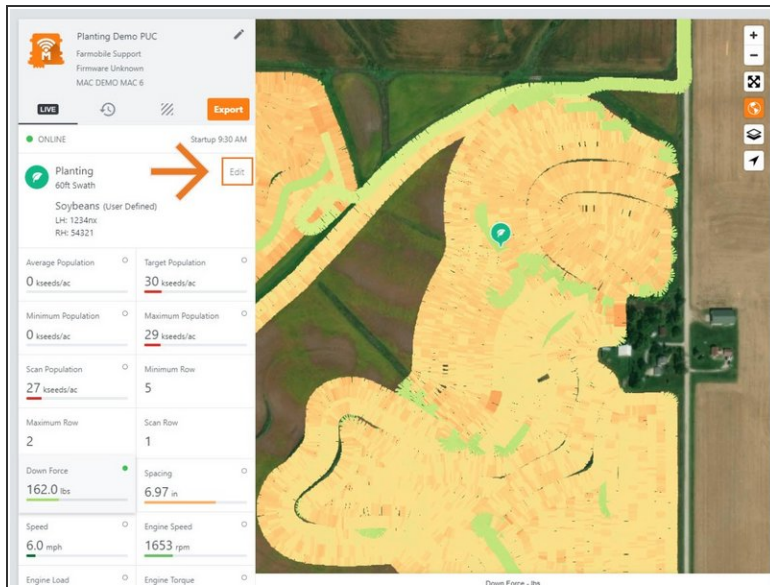 Planting Demo PUC
Farmobile Support
Firmware Unknown
MAC DEMO MAC 6
LIVE
Export
ONLINE
Startup 9:30 AM
Planting
60ft Swath
Edit
Soybeans (User Defined)
LH: 1234nx
RH: 54321
Average Population
0 kseeds/ac
Target Population
30 kseeds/ac
Minimum Population
0 kseeds/ac
Maximum Population
29 kseeds/ac
Scan Population
27 kseeds/ac
Minimum Row
5
Maximum Row
2
Scan Row
1
Down Force
162.0 lbs
Spacing
6.97 in
Speed
6.0 mph
Engine Speed
1653 rpm
Engine Load
Engine Torque
Down Force - lbs